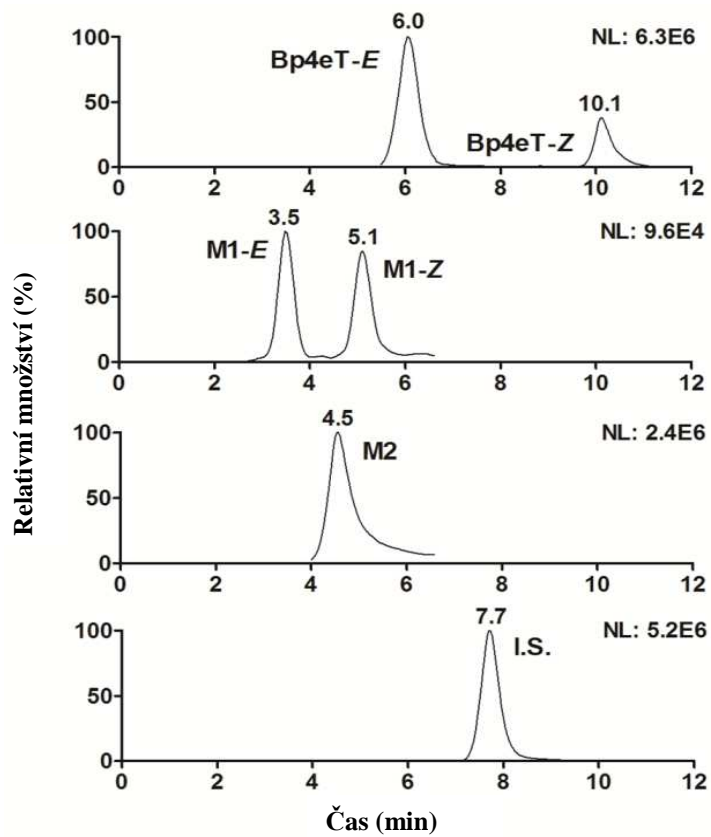 6.0
100
Bp4eT-E
NL: 6.3E6
10.1
50
Bp4eT-Z
0
0 2 4 6 8 10 12
3.5
100
M1-E
5.1
M1-Z
NL: 9.6E4
50
0
0 2 4 6 8 10 12
4.5
100
M2
NL: 2.4E6
50
0
0 2 4 6 8 10 12
7.7
100
I.S.
NL: 5.2E6
50
0
0 2 4 6 8 10 12
Relativní množství (%)
Čas (min)